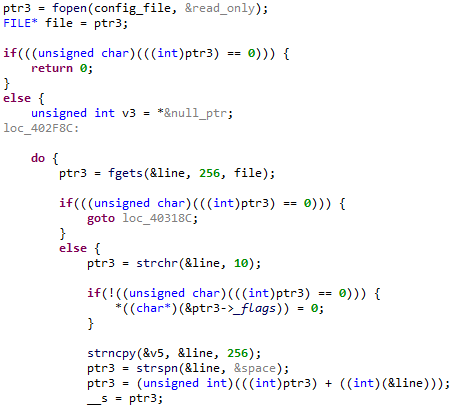 ptr3 = fopen(config_file, &read_only);
FILE* file = ptr3;
if(((unsigned char)(((int)ptr3) == 0))) {
return 0;
}
else {
unsigned int v3 = *&null_ptr;
loc_402F8C:
do {
ptr3 = fgets(&line, 256, file);
if(((unsigned char)(((int)ptr3) == 0))) {
goto loc_40318C;
}
else {
ptr3 = strchr(&line, 10);
if(!((unsigned char)(((int)ptr3) == 0))) {
*((char*)(&ptr3->_flags)) = 0;
}
strncpy(&v5, &line, 256);
ptr3 = strspn(&line, &space);
ptr3 = (unsigned int)(((int)ptr3) + ((int)(&line)));
__s = ptr3;